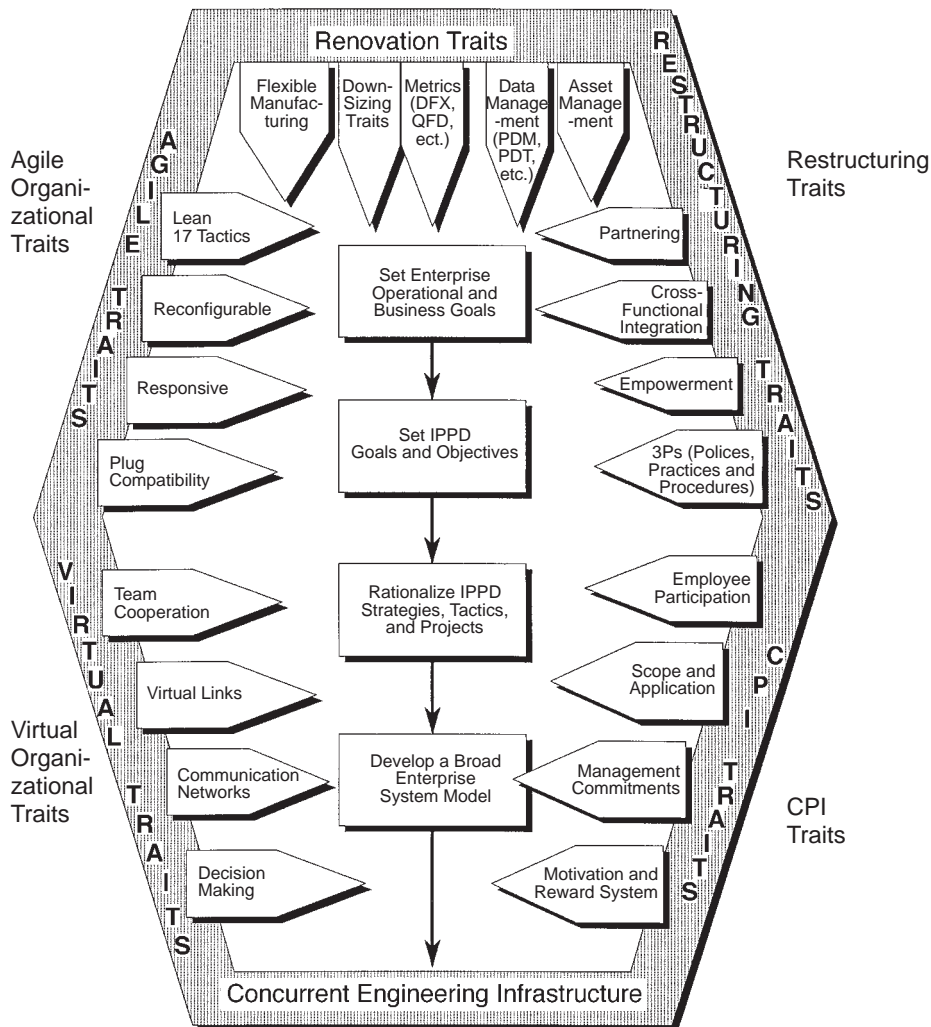 Renovation Traits
Flexible
Manufac-
turing
Down-
Sizing
Traits
Metrics
(DFX,
QFD,
ect.)
Data
Manage
-ment
(PDM,
PDT,
etc.)
Asset
Manage
-ment
Agile
Organi-
zational
Traits
AGILE TRAITS
Lean
17 Tactics
Reconfigurable
Responsive
Plug
Compatibility
Restructuring
Traits
RESTRUCTURING TRAITS
Partnering
Cross-
Functional
Integration
Empowerment
3Ps (Polices,
Practices and
Procedures)
Set Enterprise
Operational and
Business Goals
Set IPPD
Goals and Objectives
Rationalize IPPD
Strategies, Tactics,
and Projects
Develop a Broad
Enterprise
System Model
Virtual
Organi-
zational
Traits
VIRTUAL TRAITS
Team
Cooperation
Virtual Links
Communication
Networks
Decision
Making
CPI
Traits
CPI TRAITS
Employee
Participation
Scope and
Application
Management
Commitments
Motivation and
Reward System
Concurrent Engineering Infrastructure